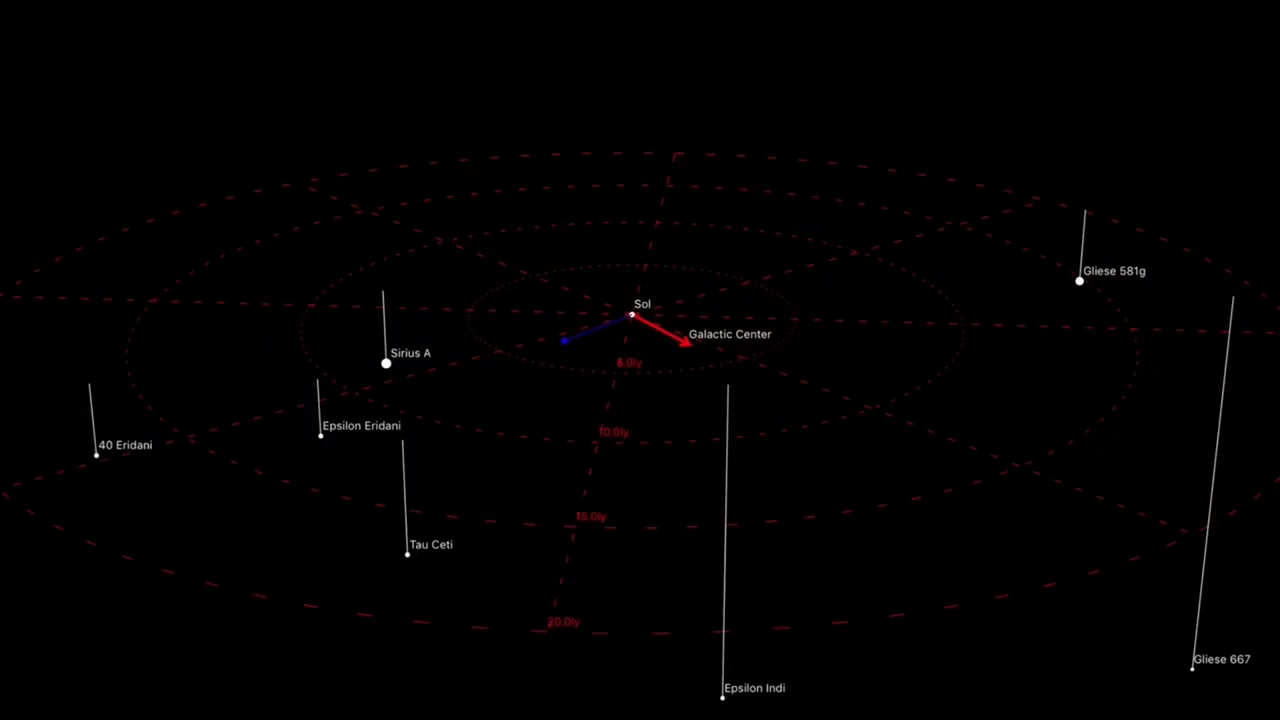 Gliese 581g
Sol
Galactic Center
Sirius A
5.0ly
Epsilon Eridani
10.0ly
40 Eridani
15.0ly
Tau Ceti
20.0ly
Gliese 667
Epsilon Indi